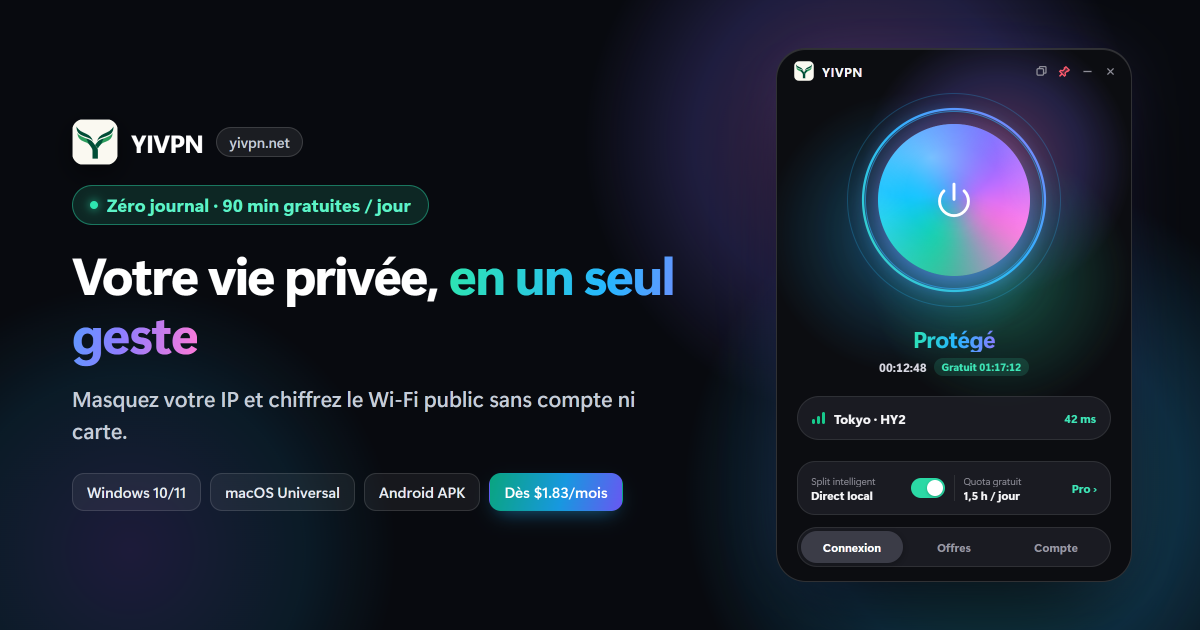 YIVPN
yivpn.net
Zéro journal · 90 min gratuites / jour
Votre vie privée, en un seul
geste
Masquez votre IP et chiffrez le Wi-Fi public sans compte ni
carte.
Windows 10/11
macOS Universal
Android APK
Dès $1.83/mois
YIVPN
Protégé
00:12:48
Gratuit 01:17:12
Tokyo · HY2
42 ms
Split intelligent
Direct local
Quota gratuit
1,5 h / jour
Pro ›
Connexion
Offres
Compte